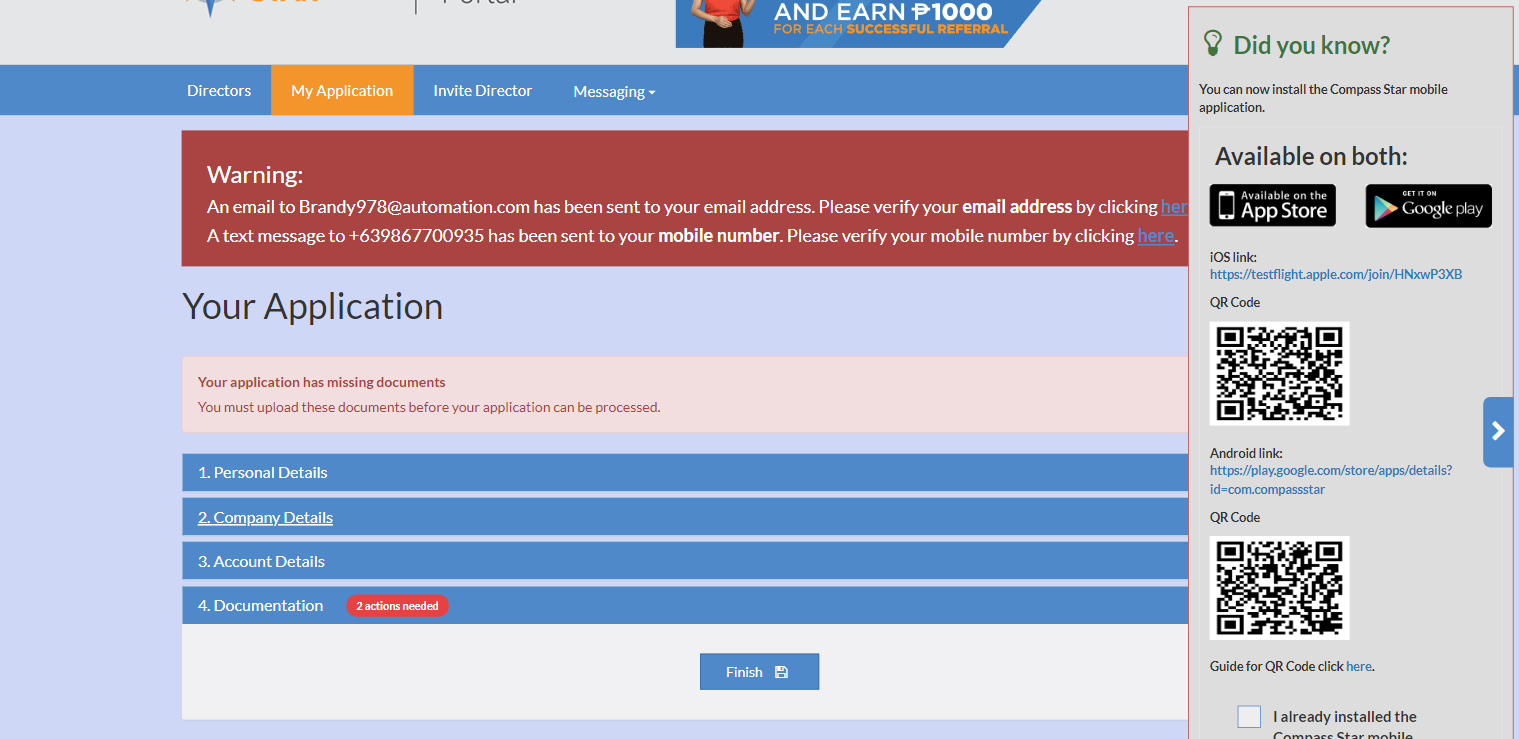 Portal
AND EARN ₱1000
FOR EACH SUCCESSFUL REFERRAL
Directors
My Application
Invite Director
Messaging
Warning:
An email to Brandy978@automation.com has been sent to your email address. Please verify your email address by clicking her
A text message to +639867700935 has been sent to your mobile number. Please verify your mobile number by clicking here.
Your Application
Your application has missing documents
You must upload these documents before your application can be processed.
1. Personal Details
2. Company Details
3. Account Details
4. Documentation
2 actions needed
Finish
Did you know?
You can now install the Compass Star mobile
application.
Available on both:
Available on the
App Store
GET IT ON
Google play
iOS link:
https://testflight.apple.com/join/HNxwP3XB
QR Code
Android link:
https://play.google.com/store/apps/details?
id=com.compassstar
QR Code
Guide for QR Code click here.
I already installed the
Compass Star mobile